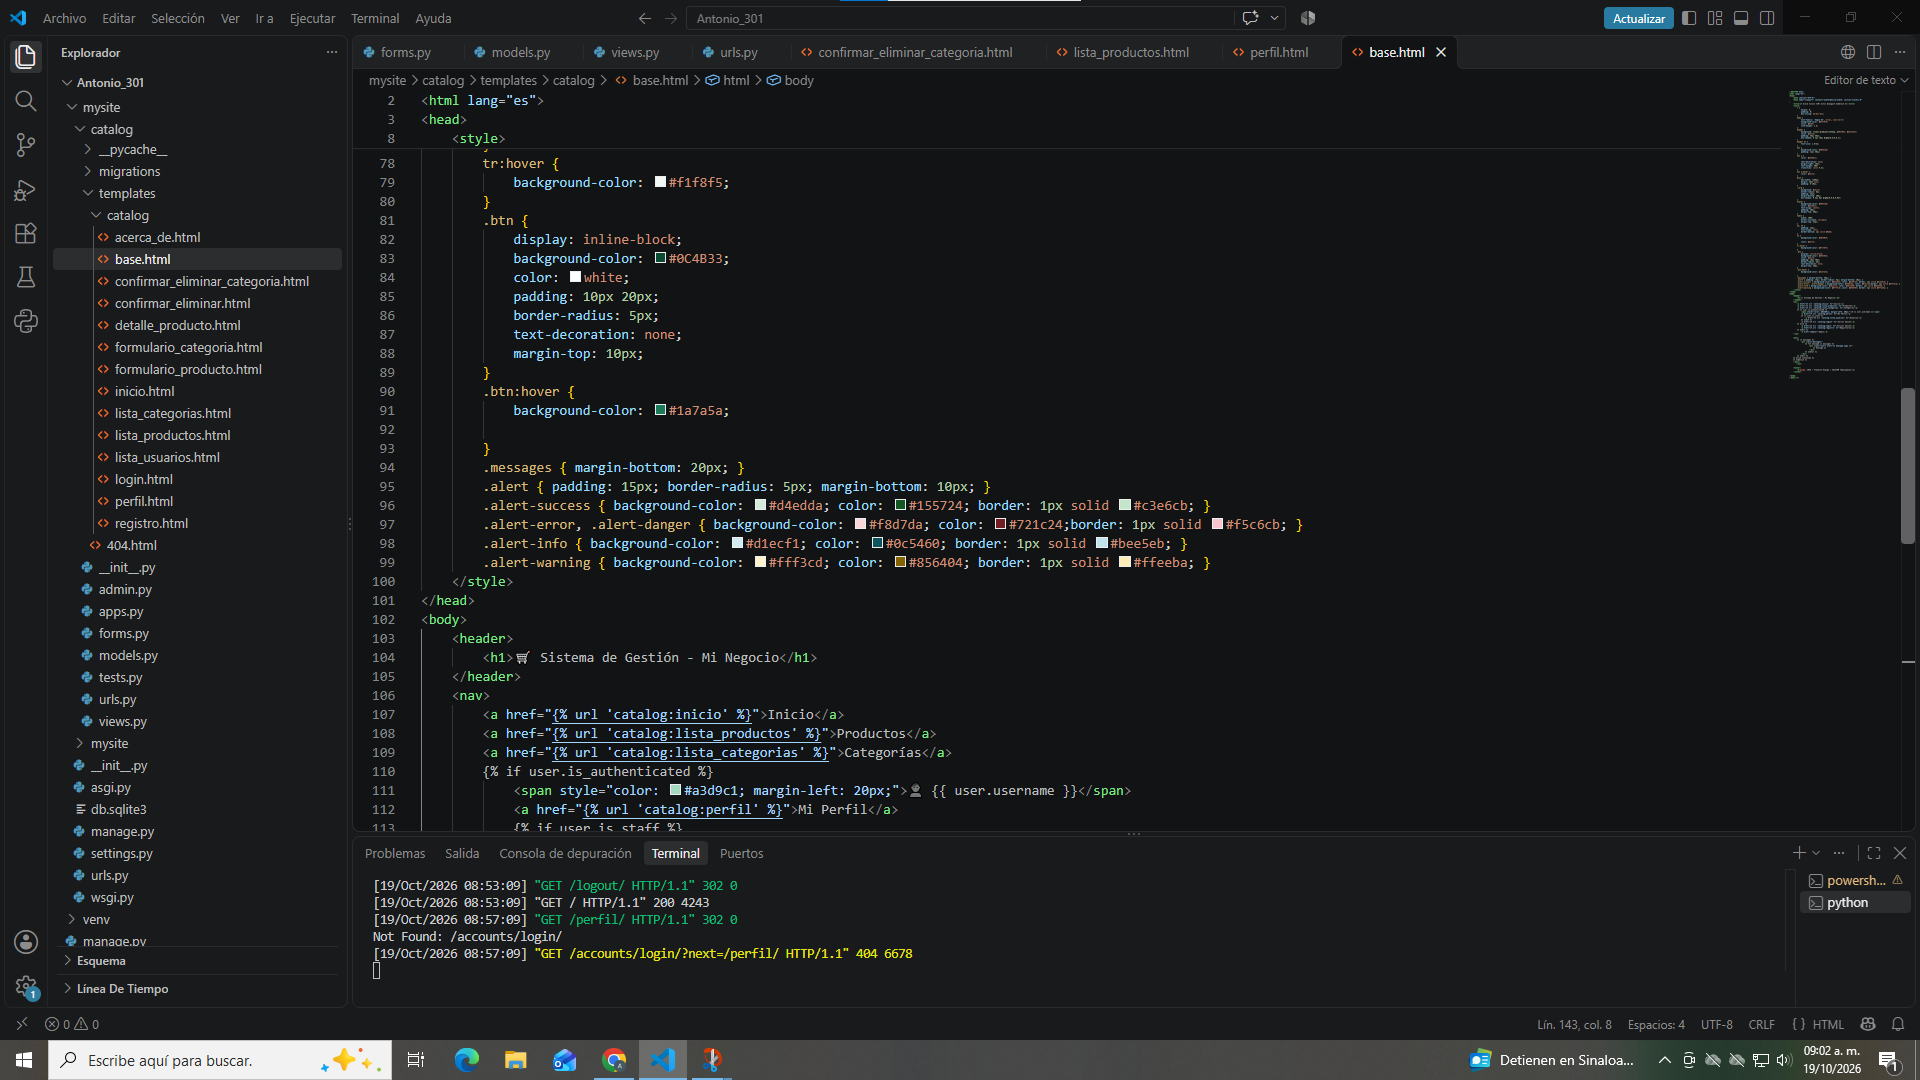 Archivo Editar Selección Ver Ir a Ejecutar Terminal Ayuda
Antonio_301
Actualizar
Explorador
Antonio_301
mysite
catalog
__pycache__
migrations
templates
catalog
acerca_de.html
base.html
confirmar_eliminar_categoria.html
confirmar_eliminar.html
detalle_producto.html
formulario_categoria.html
formulario_producto.html
inicio.html
lista_categorias.html
lista_productos.html
lista_usuarios.html
login.html
perfil.html
registro.html
404.html
__init__.py
admin.py
apps.py
forms.py
models.py
tests.py
urls.py
views.py
mysite
__init__.py
asgi.py
db.sqlite3
manage.py
settings.py
urls.py
wsgi.py
venv
manage.py
Esquema
Línea De Tiempo
forms.py models.py views.py urls.py confirmar_eliminar_categoria.html lista_productos.html perfil.html base.html
mysite > catalog > templates > catalog > base.html > html > body
Editor de texto
2 <html lang="es">
3 <head>
8 <style>
78 tr:hover {
79 background-color: #f1f8f5;
80 }
81 .btn {
82 display: inline-block;
83 background-color: #0C4B33;
84 color: white;
85 padding: 10px 20px;
86 border-radius: 5px;
87 text-decoration: none;
88 margin-top: 10px;
89 }
90 .btn:hover {
91 background-color: #1a7a5a;
92
93 }
94 .messages { margin-bottom: 20px; }
95 .alert { padding: 15px; border-radius: 5px; margin-bottom: 10px; }
96 .alert-success { background-color: #d4edda; color: #155724; border: 1px solid #c3e6cb; }
97 .alert-error, .alert-danger { background-color: #f8d7da; color: #721c24;border: 1px solid #f5c6cb; }
98 .alert-info { background-color: #d1ecf1; color: #0c5460; border: 1px solid #bee5eb; }
99 .alert-warning { background-color: #fff3cd; color: #856404; border: 1px solid #ffeeba; }
100 </style>
101 </head>
102 <body>
103 <header>
104 <h1>🛒 Sistema de Gestión - Mi Negocio</h1>
105 </header>
106 <nav>
107 <a href="{% url 'catalog:inicio' %}">Inicio</a>
108 <a href="{% url 'catalog:lista_productos' %}">Productos</a>
109 <a href="{% url 'catalog:lista_categorias' %}">Categorías</a>
110 {% if user.is_authenticated %}
111 <span style="color: #a3d9c1; margin-left: 20px;">👤 {{ user.username }}</span>
112 <a href="{% url 'catalog:perfil' %}">Mi Perfil</a>
113 {% if user.is_staff %}
Problemas Salida Consola de depuración Terminal Puertos
[19/Oct/2026 08:53:09] "GET /logout/ HTTP/1.1" 302 0
[19/Oct/2026 08:53:09] "GET / HTTP/1.1" 200 4243
[19/Oct/2026 08:57:09] "GET /perfil/ HTTP/1.1" 302 0
Not Found: /accounts/login/
[19/Oct/2026 08:57:09] "GET /accounts/login/?next=/perfil/ HTTP/1.1" 404 6678
powersh...
python
1
0 0
Lín. 143, col. 8 Espacios: 4 UTF-8 CRLF HTML
Escribe aquí para buscar.
Detienen en Sinaloa...
09:02 a. m.
19/10/2026
1